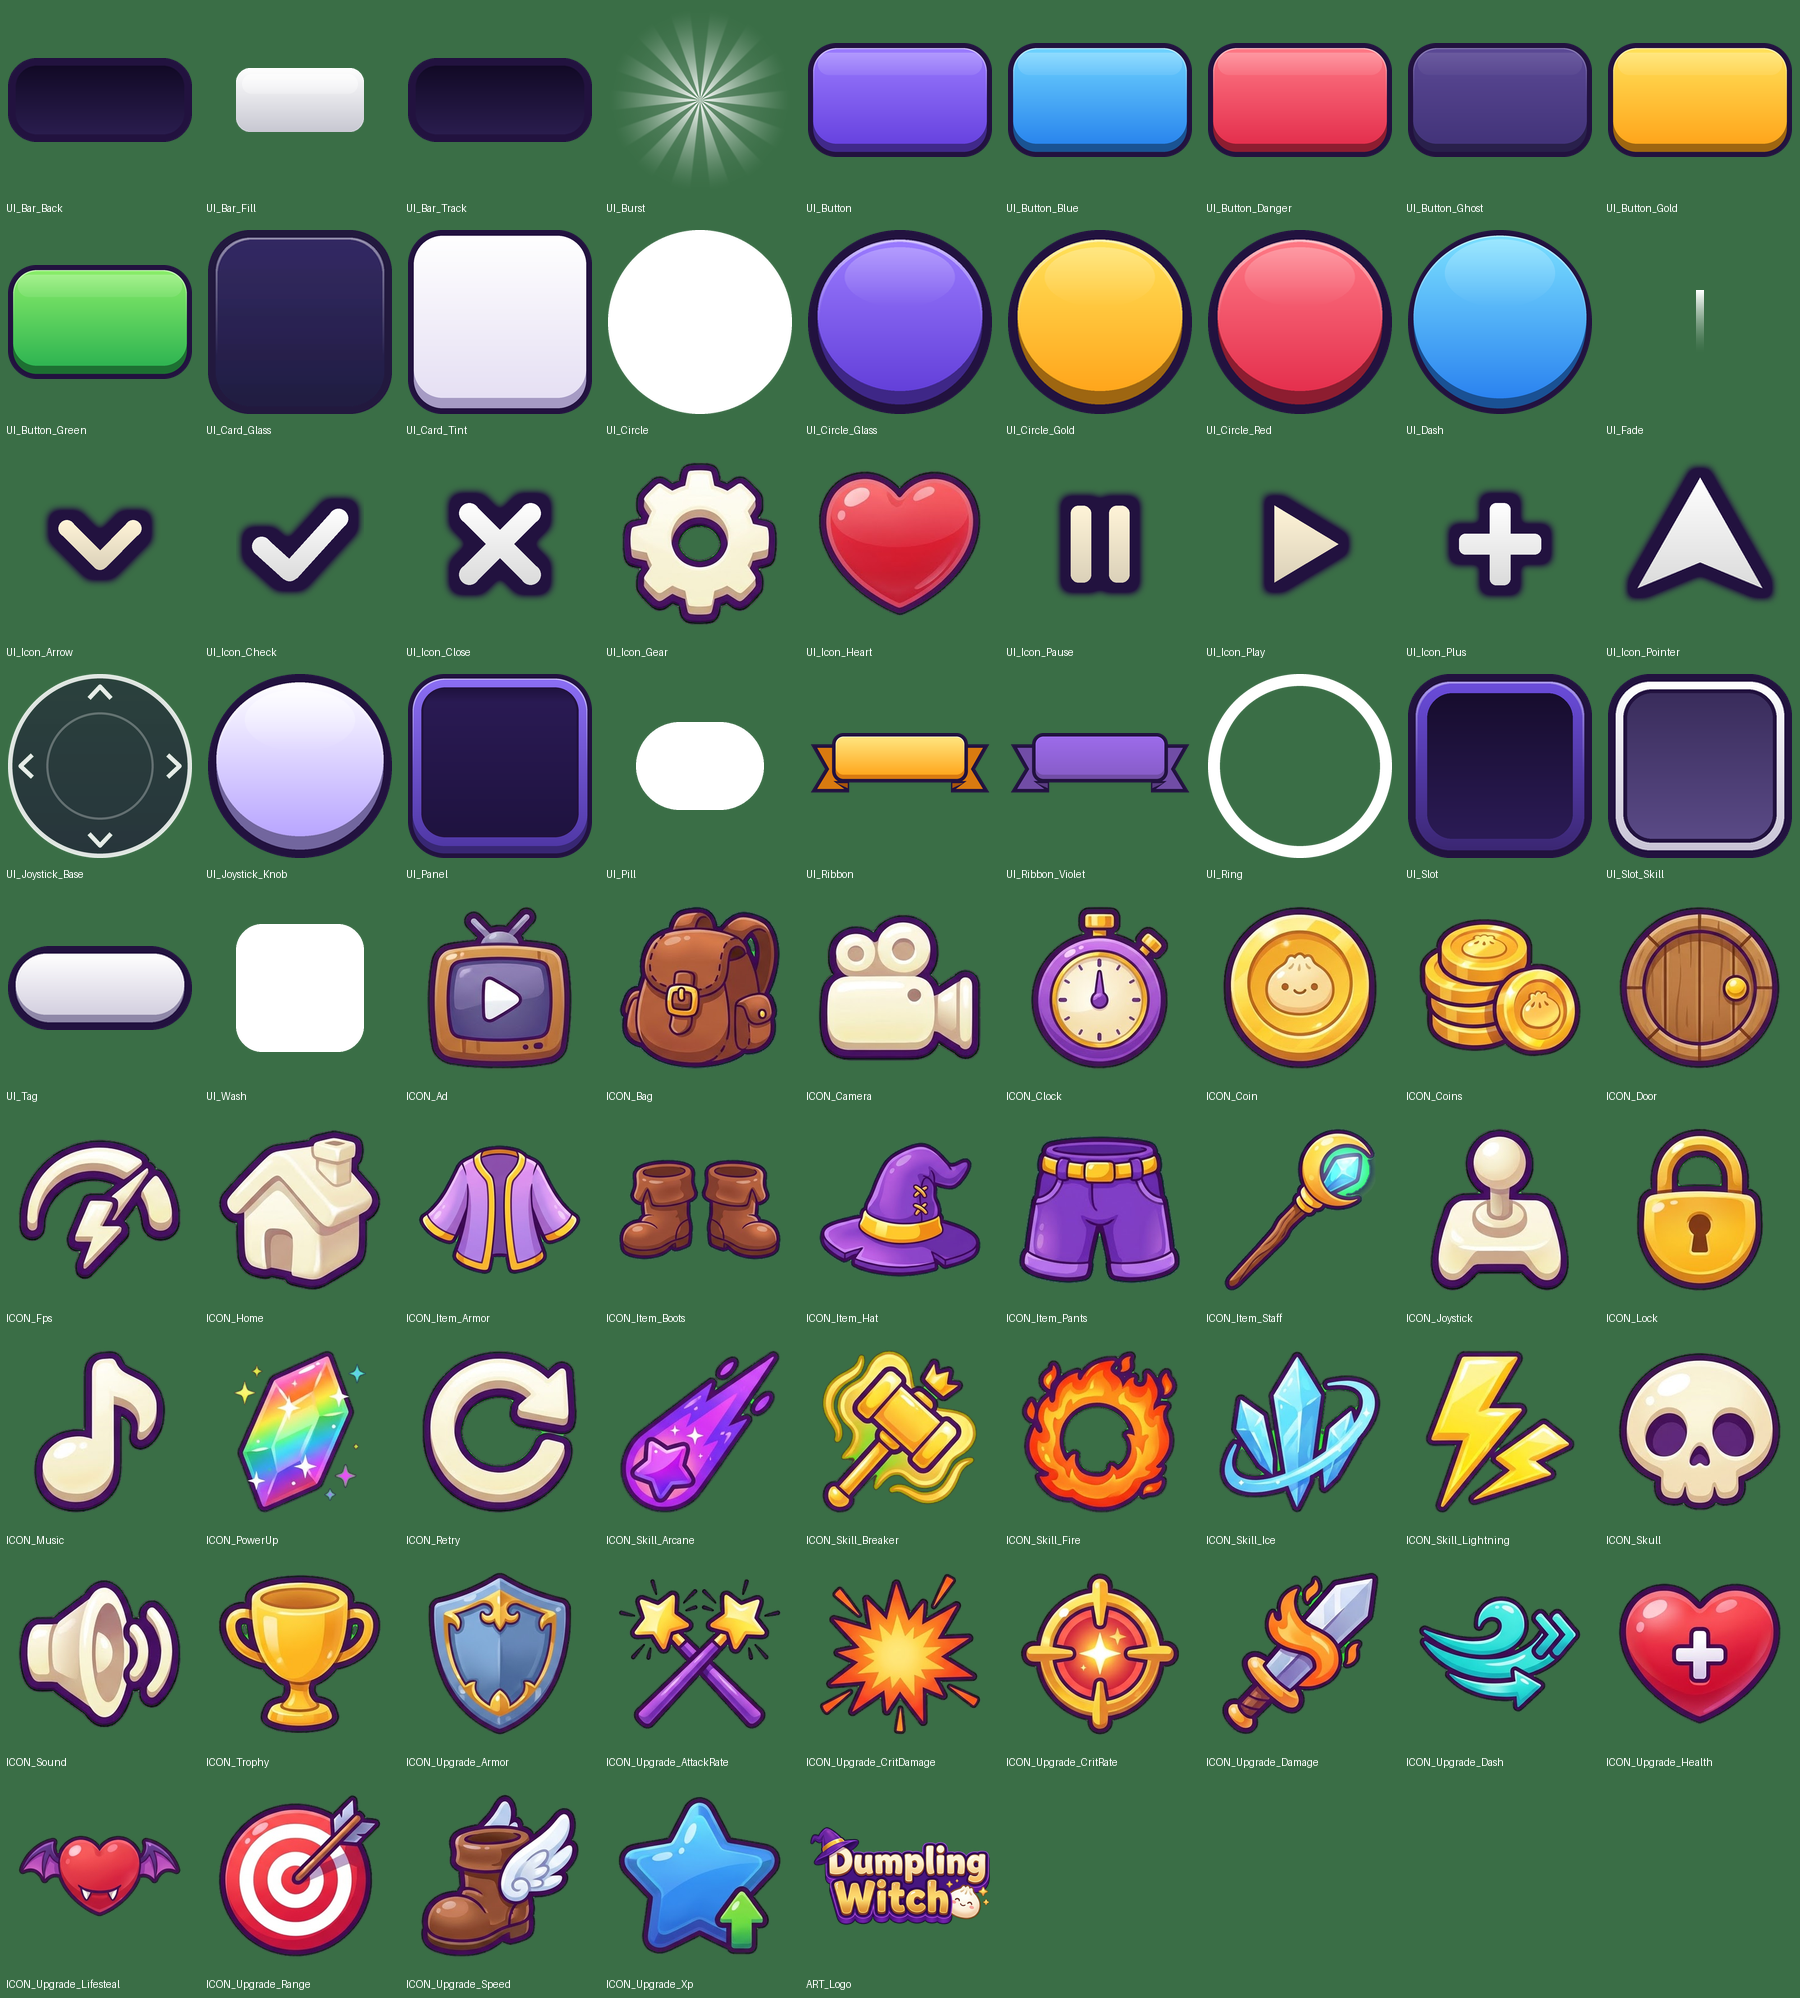 UI_Bar_Back
UI_Bar_Fill
UI_Bar_Track
UI_Burst
UI_Button
UI_Button_Blue
UI_Button_Danger
UI_Button_Ghost
UI_Button_Gold
UI_Button_Green
UI_Card_Glass
UI_Card_Tint
UI_Circle
UI_Circle_Glass
UI_Circle_Gold
UI_Circle_Red
UI_Dash
UI_Fade
UI_Icon_Arrow
UI_Icon_Check
UI_Icon_Close
UI_Icon_Gear
UI_Icon_Heart
UI_Icon_Pause
UI_Icon_Play
UI_Icon_Plus
UI_Icon_Pointer
UI_Joystick_Base
UI_Joystick_Knob
UI_Panel
UI_Pill
UI_Ribbon
UI_Ribbon_Violet
UI_Ring
UI_Slot
UI_Slot_Skill
UI_Tag
UI_Wash
ICON_Ad
ICON_Bag
ICON_Camera
ICON_Clock
ICON_Coin
ICON_Coins
ICON_Door
ICON_Fps
ICON_Home
ICON_Item_Armor
ICON_Item_Boots
ICON_Item_Hat
ICON_Item_Pants
ICON_Item_Staff
ICON_Joystick
ICON_Lock
ICON_Music
ICON_PowerUp
ICON_Retry
ICON_Skill_Arcane
ICON_Skill_Breaker
ICON_Skill_Fire
ICON_Skill_Ice
ICON_Skill_Lightning
ICON_Skull
ICON_Sound
ICON_Trophy
ICON_Upgrade_Armor
ICON_Upgrade_AttackRate
ICON_Upgrade_CritDamage
ICON_Upgrade_CritRate
ICON_Upgrade_Damage
ICON_Upgrade_Dash
ICON_Upgrade_Health
Dumpling
Witch
ICON_Upgrade_Lifesteal
ICON_Upgrade_Range
ICON_Upgrade_Speed
ICON_Upgrade_Xp
ART_Logo